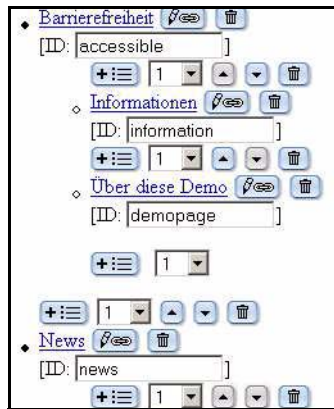 Barrierefreiheit
[ID: accessible ]
1
Informationen
[ID: information ]
1
Über diese Demo
[ID: demopage ]
1
1
News
[ID: news ]
1